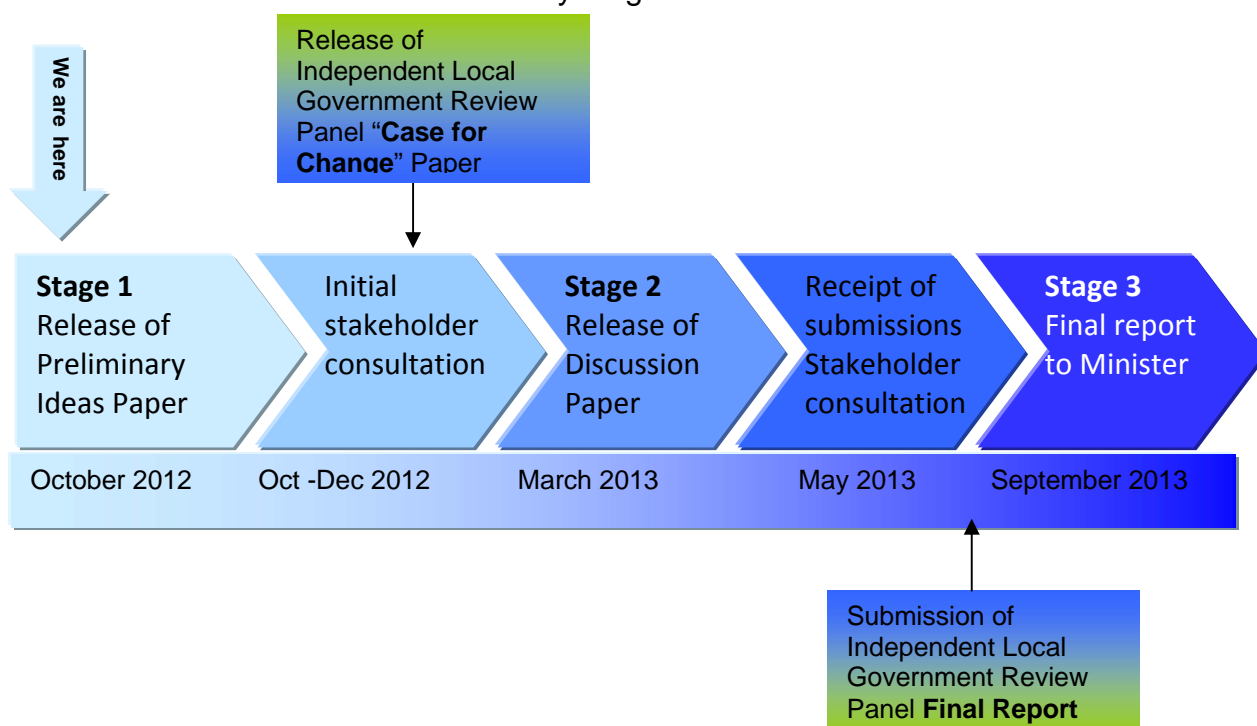 We are here
Release of
Independent Local
Government Review
Panel “Case for
Change” Paper
Stage 1
Release of
Preliminary
Ideas Paper
Initial
stakeholder
consultation
Stage 2
Release of
Discussion
Paper
Receipt of
submissions
Stakeholder
consultation
Stage 3
Final report
to Minister
October 2012
Oct -Dec 2012
March 2013
May 2013
September 2013
Submission of
Independent Local
Government Review
Panel Final Report